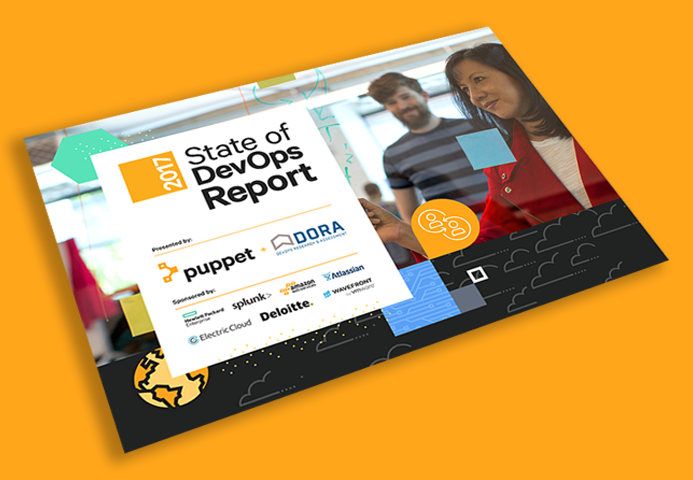 2017
State of
DevOps
Report
Presented by:
puppet + DORA
DEVOPS RESEARCH & ASSESSMENT
Sponsored by:
Hewlett Packard
Enterprise
splunk>
amazon
web services
Atlassian
ElectricCloud
Deloitte.
WAVEFRONT
by vmware